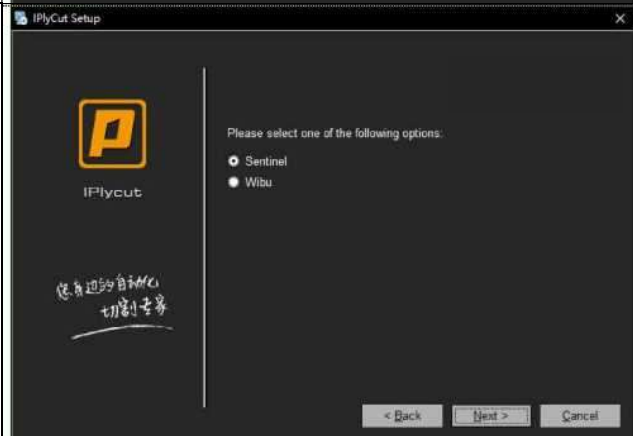 IPlyCut Setup
Please select one of the following options:
Sentinel
Wibu
IPlycut
您身边的自动化
切割专家
< Back
Next >
Cancel